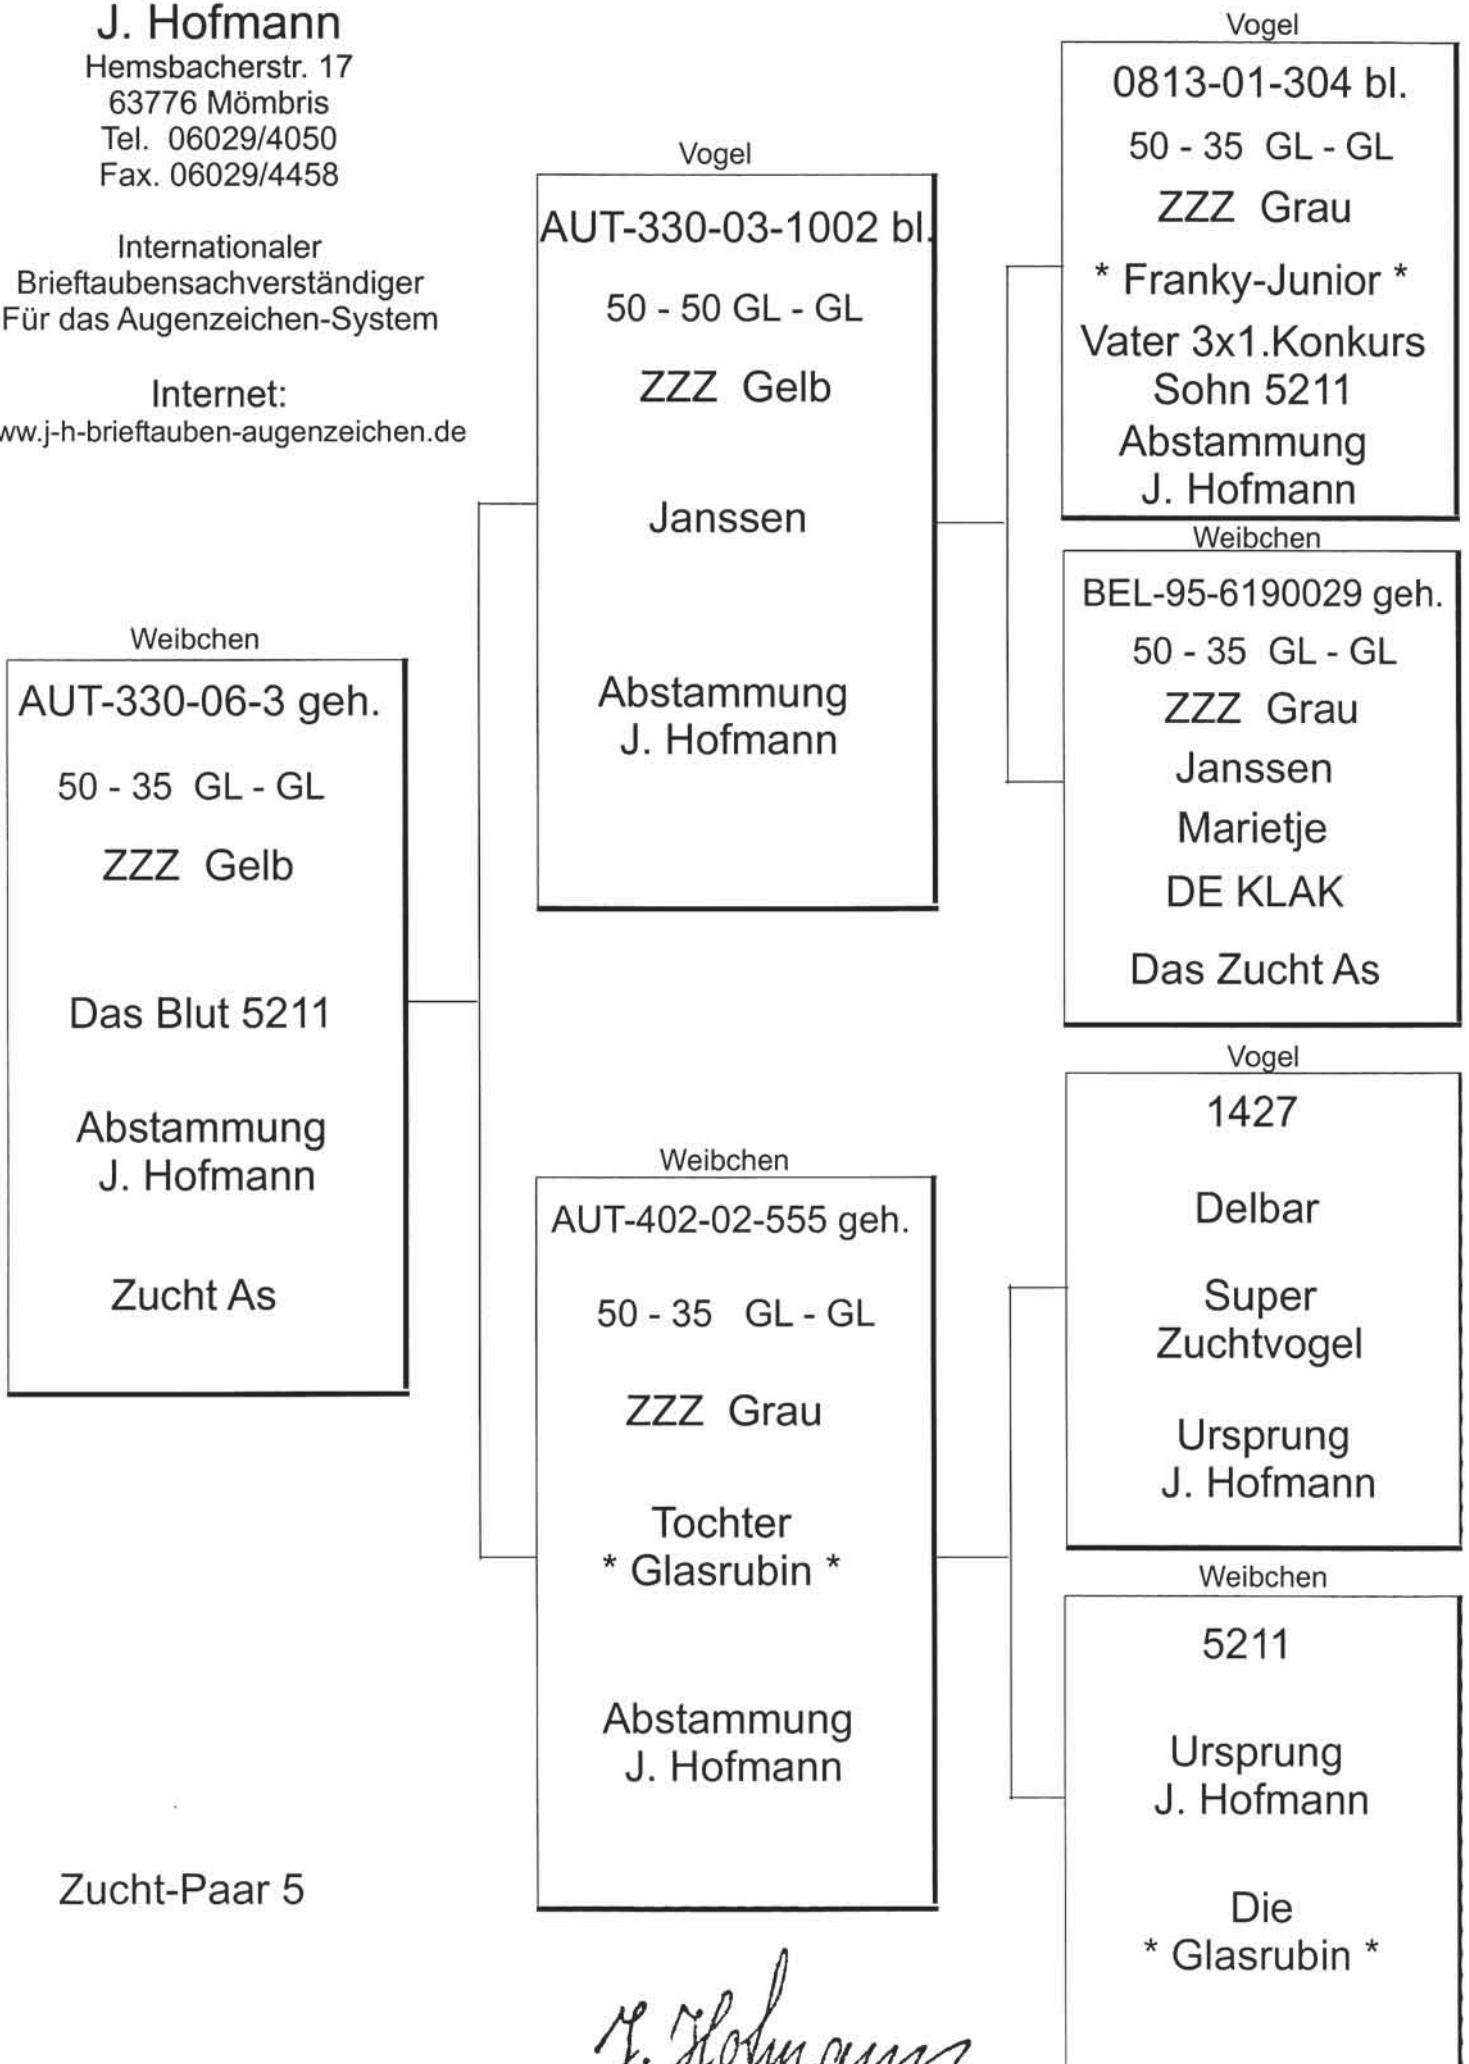 J. Hofmann
Hemsbacherstr. 17
63776 Mömbris
Tel. 06029/4050
Fax. 06029/4458
Internationaler
Brieftaubensachverständiger
Für das Augenzeichen-System
Internet:
ww.j-h-brieftauben-augenzeichen.de
Weibchen
AUT-330-06-3 geh.
50 - 35 GL - GL
ZZZ Gelb
Das Blut 5211
Abstammung
J. Hofmann
Zucht As
Zucht-Paar 5
Vogel
AUT-330-03-1002 bl.
50 - 50 GL - GL
ZZZ Gelb
Janssen
Abstammung
J. Hofmann
Weibchen
AUT-402-02-555 geh.
50 - 35 GL - GL
ZZZ Grau
Tochter
* Glasrubin *
Abstammung
J. Hofmann
J. Hofmann
Vogel
0813-01-304 bl.
50 - 35 GL - GL
ZZZ Grau
* Franky-Junior *
Vater 3x1.Konkurs
Sohn 5211
Abstammung
J. Hofmann
Weibchen
BEL-95-6190029 geh.
50 - 35 GL - GL
ZZZ Grau
Janssen
Marietje
DE KLAK
Das Zucht As
Vogel
1427
Delbar
Super
Zuchtvogel
Ursprung
J. Hofmann
Weibchen
5211
Ursprung
J. Hofmann
Die
* Glasrubin *